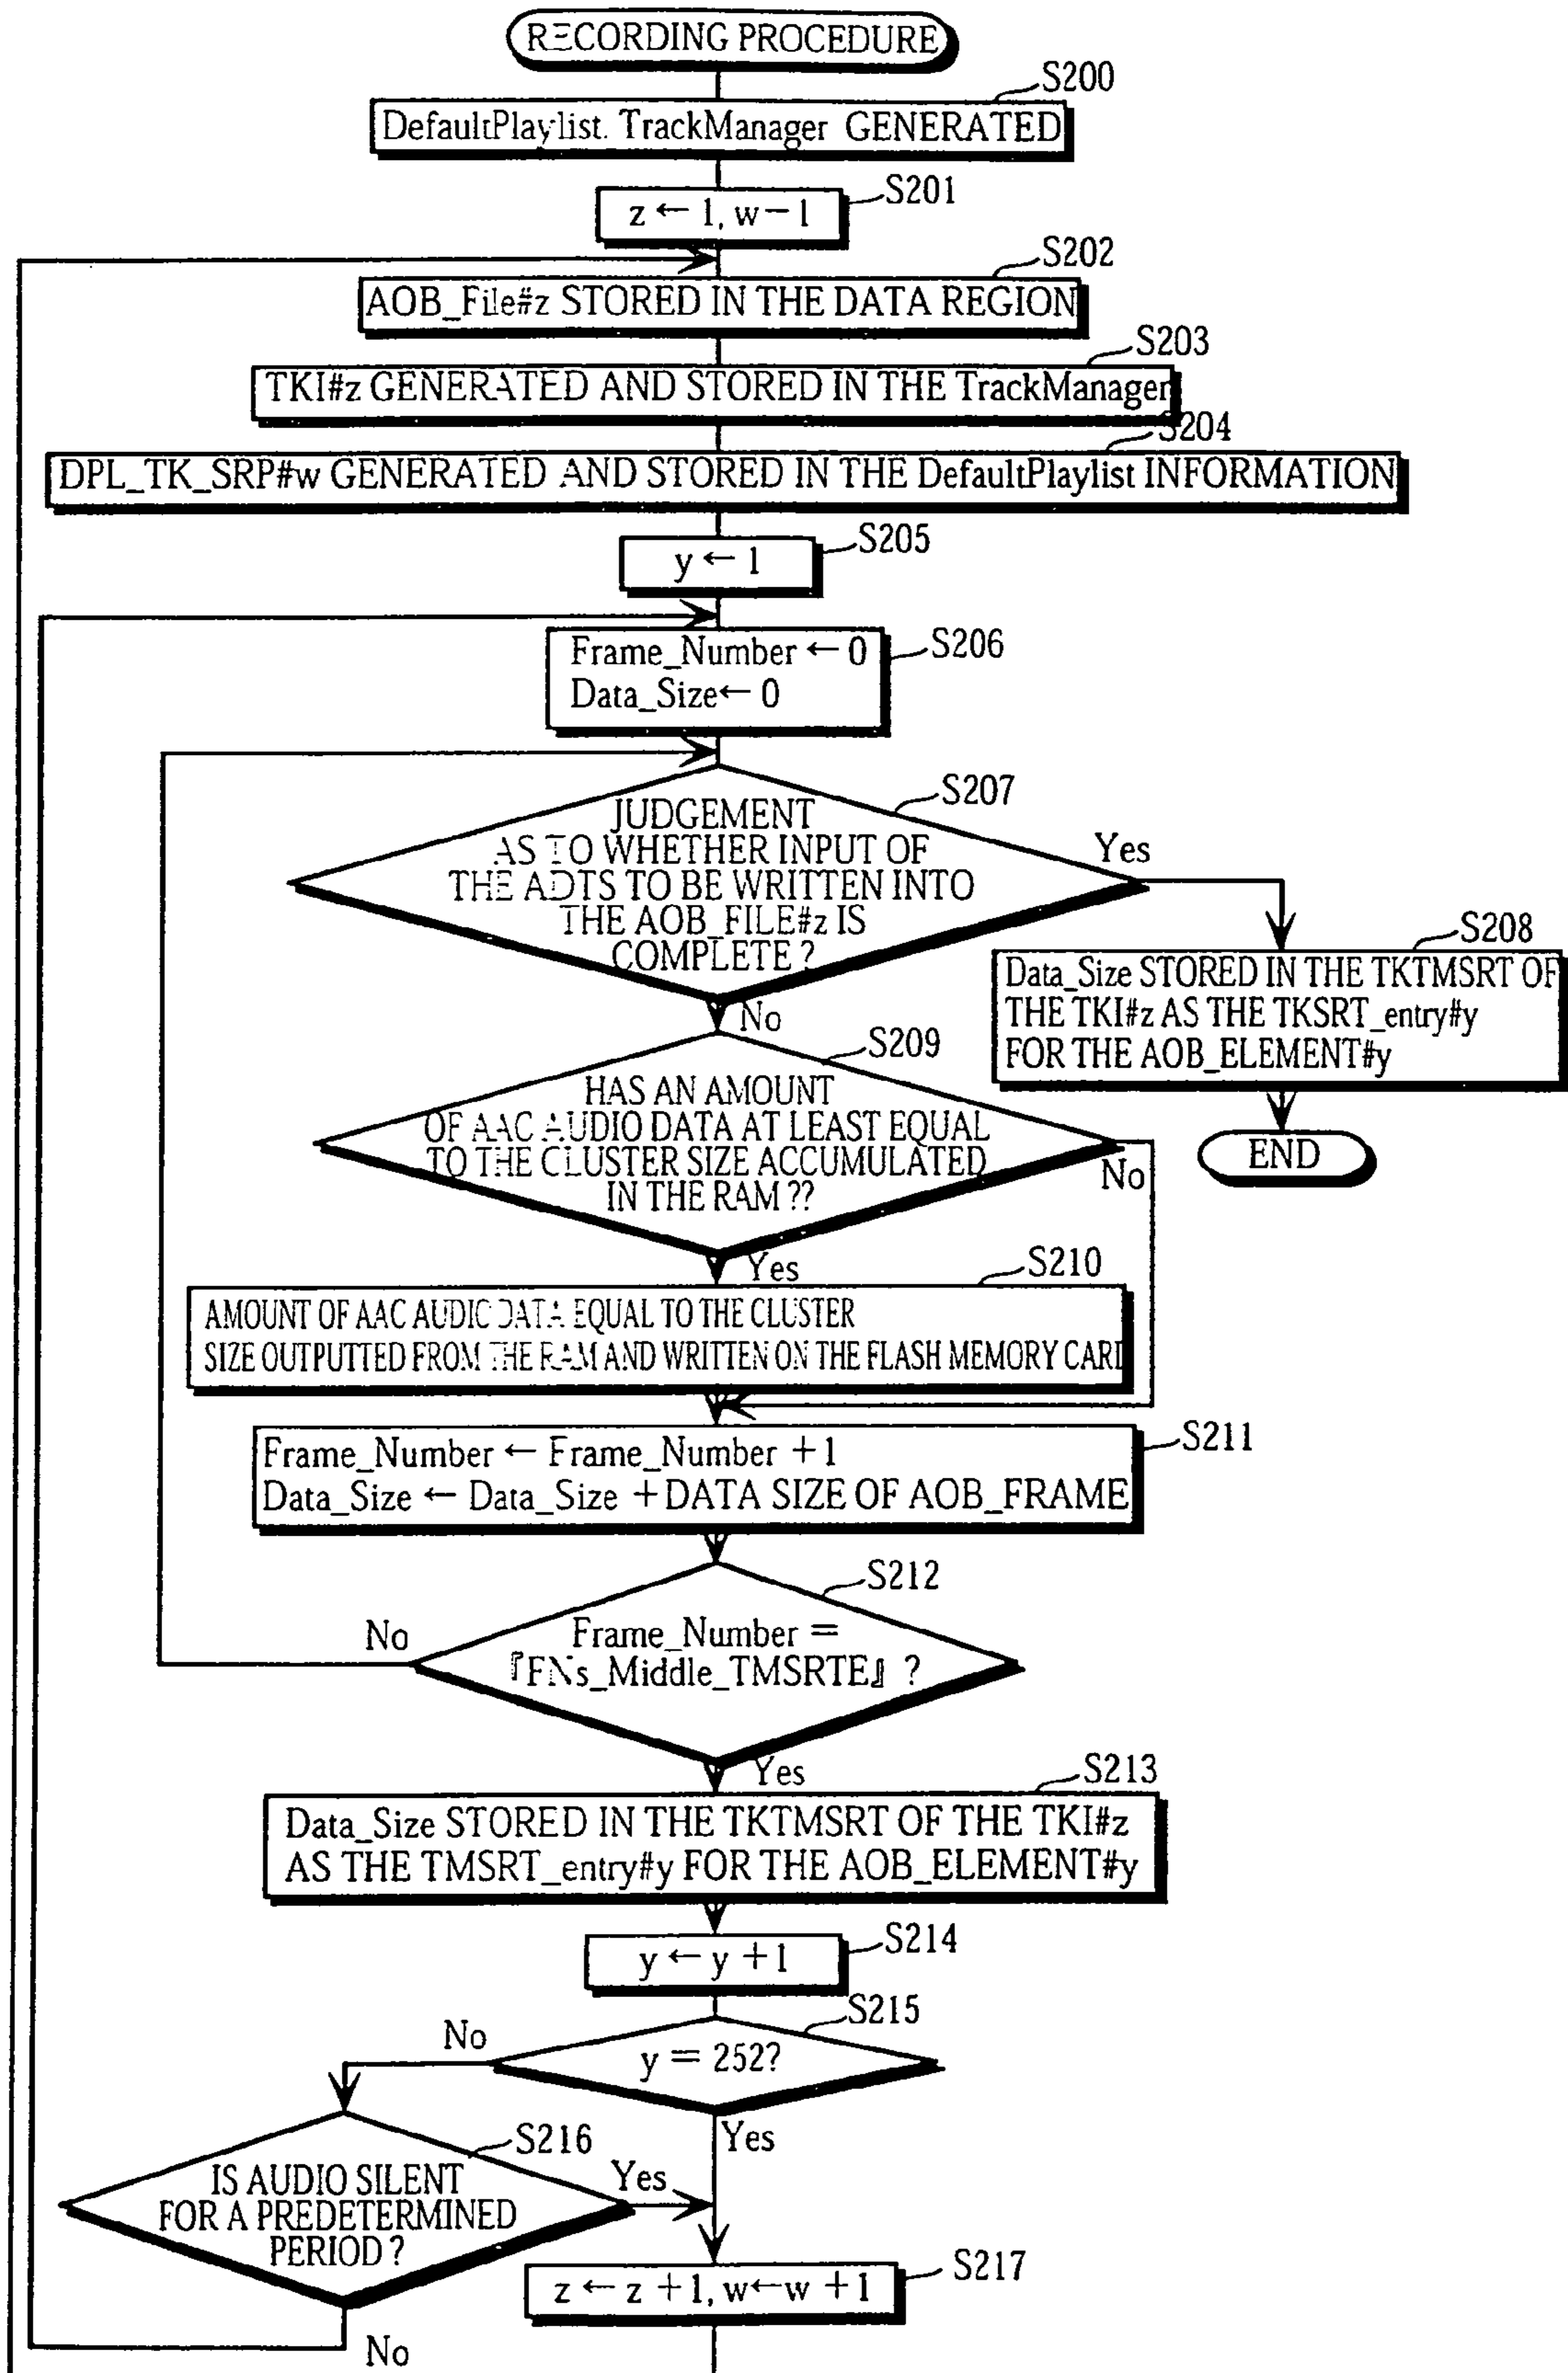 RECORDING PROCEDURE
S200
DefaultPlaylist. TrackManager GENERATED
S201
z ← 1, w−1
S202
AOB_File#z STORED IN THE DATA REGION
S203
TKI#z GENERATED AND STORED IN THE TrackManager
S204
DPL_TK_SRP#w GENERATED AND STORED IN THE DefaultPlaylist INFORMATION
S205
y ← 1
S206
Frame_Number ← 0
Data_Size← 0
S207
JUDGEMENT
AS TO WHETHER INPUT OF
THE ADTS TO BE WRITTEN INTO
THE AOB_FILE#z IS
COMPLETE ?
Yes
S208
Data_Size STORED IN THE TKTMSRT OF
THE TKI#z AS THE TKSRT_entry#y
FOR THE AOB_ELEMENT#y
END
No
S209
HAS AN AMOUNT
OF AAC AUDIO DATA AT LEAST EQUAL
TO THE CLUSTER SIZE ACCUMULATED
IN THE RAM ??
No
Yes
S210
AMOUNT OF AAC AUDIO DATA EQUAL TO THE CLUSTER
SIZE OUTPUTTED FROM THE RAM AND WRITTEN ON THE FLASH MEMORY CARD
S211
Frame_Number ← Frame_Number +1
Data_Size ← Data_Size +DATA SIZE OF AOB_FRAME
S212
Frame_Number =
『FNs_Middle_TMSRTE』 ?
No
Yes
S213
Data_Size STORED IN THE TKTMSRT OF THE TKI#z
AS THE TMSRT_entry#y FOR THE AOB_ELEMENT#y
S214
y ← y +1
S215
y = 252?
No
Yes
S216
IS AUDIO SILENT
FOR A PREDETERMINED
PERIOD ?
Yes
No
S217
z ← z +1, w←w +1